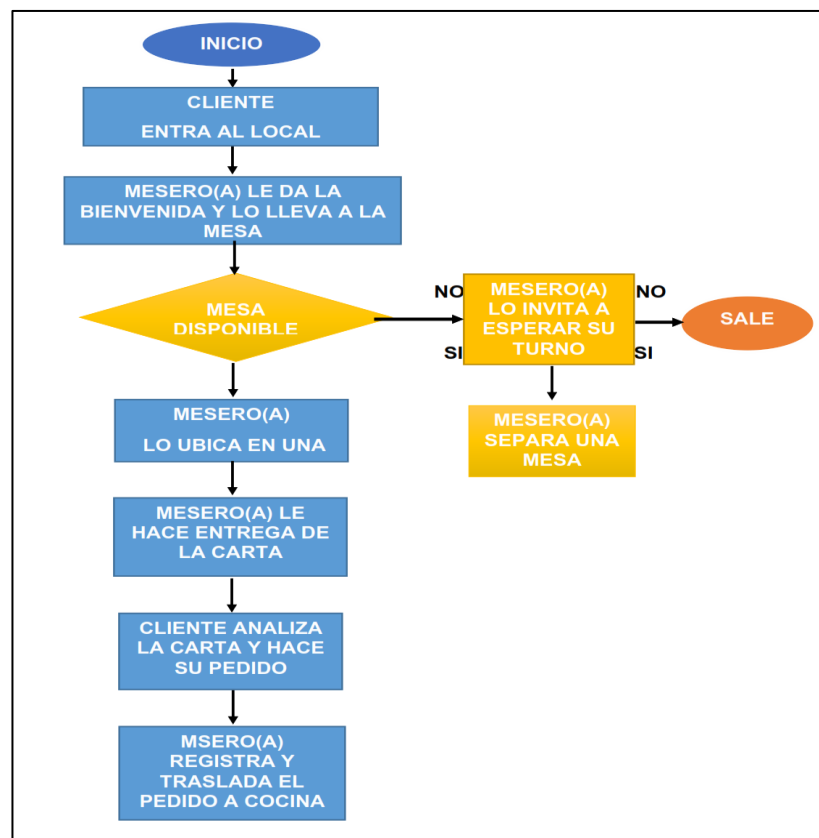 INICIO
CLIENTE
ENTRA AL LOCAL
MESERO(A) LE DA LA
BIENVENIDA Y LO LLEVA A LA
MESA
MESA
DISPONIBLE
NO
SI
MESERO(A)
LO INVITA A
ESPERAR SU
TURNO
NO
SI
SALE
MESERO(A)
SEPARA UNA
MESA
MESERO(A)
LO UBICA EN UNA
MESERO(A) LE
HACE ENTREGA DE
LA CARTA
CLIENTE ANALIZA
LA CARTA Y HACE
SU PEDIDO
MSERO(A)
REGISTRA Y
TRASLADA EL
PEDIDO A COCINA